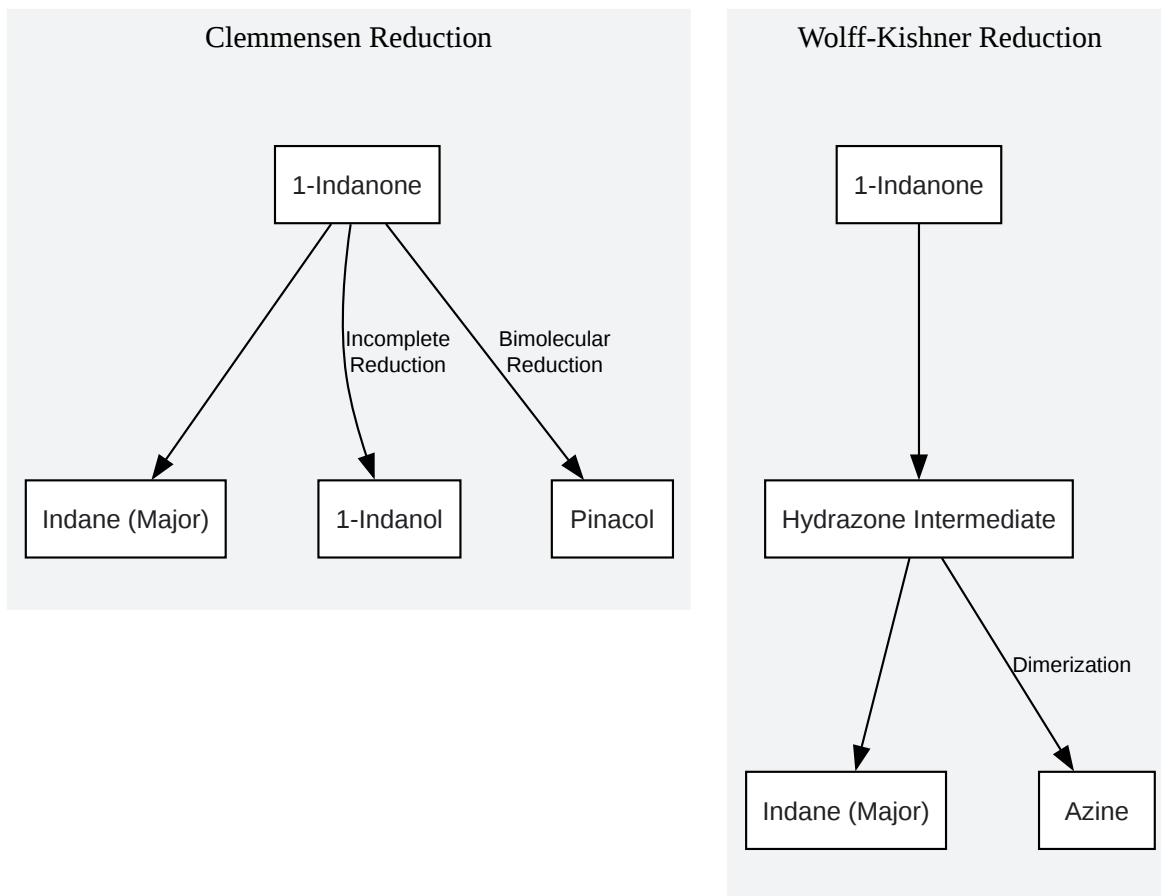 Clemmensen Reduction
1-Indanone
Incomplete
Reduction
Bimolecular
Reduction
Indane (Major)
1-Indanol
Pinacol
Wolff-Kishner Reduction
1-Indanone
Hydrazone Intermediate
Dimerization
Indane (Major)
Azine